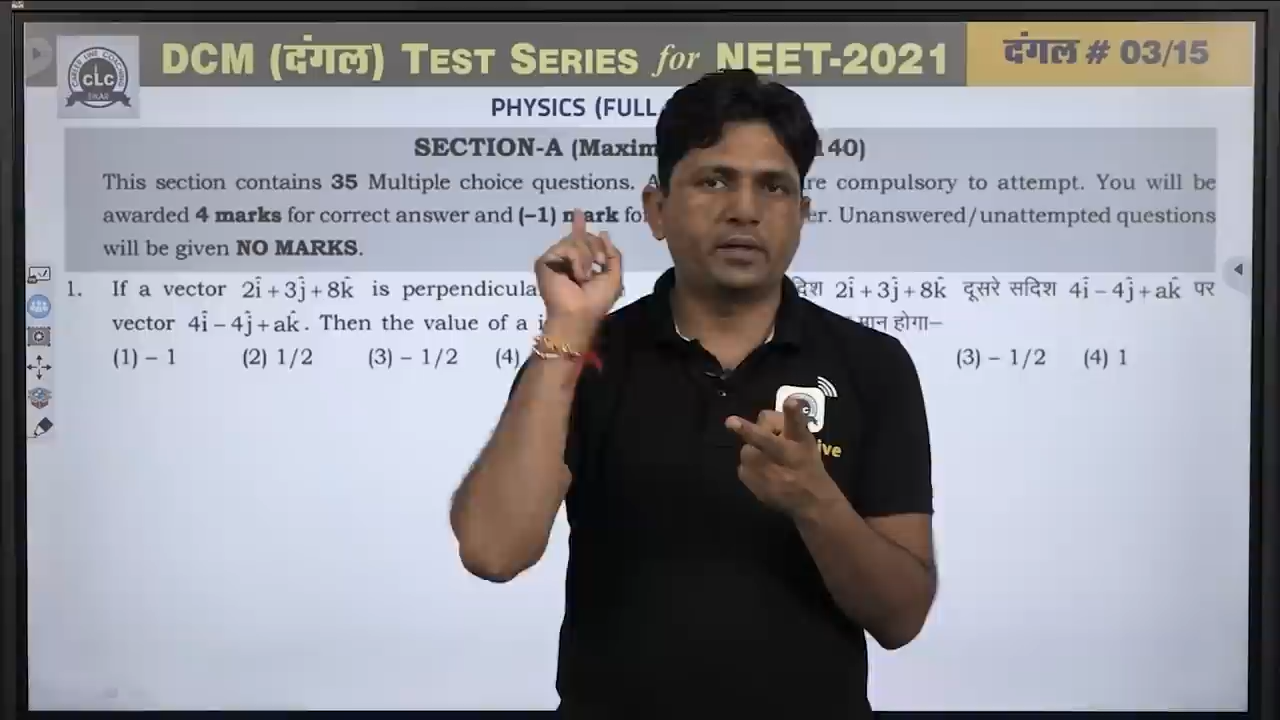 DCM (दंगल) TEST SERIES for NEET-2021
दंगल # 03/15
CLC
PHYSICS (FULL
SECTION-A (Maxim 140)
This section contains 35 Multiple choice questions. A re compulsory to attempt. You will be
awarded 4 marks for correct answer and (–1) mark fo er. Unanswered/unattempted questions
will be given NO MARKS.
1. If a vector 2î + 3ĵ + 8k̂ is perpendicula
vector 4î – 4ĵ + ak̂. Then the value of a i
(1) – 1 (2) 1/2 (3) – 1/2 (4)
2î + 3ĵ + 8k̂ दूसरे सदिश 4î – 4ĵ + ak̂ पर
मान होगा–
(3) – 1/2 (4) 1
ive